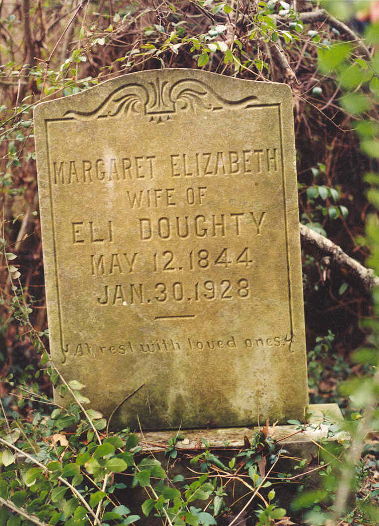 MARGARET ELIZABETH
WIFE OF
ELI DOUGHTY
MAY 12. 1844
JAN. 30. 1928
At rest with loved ones.